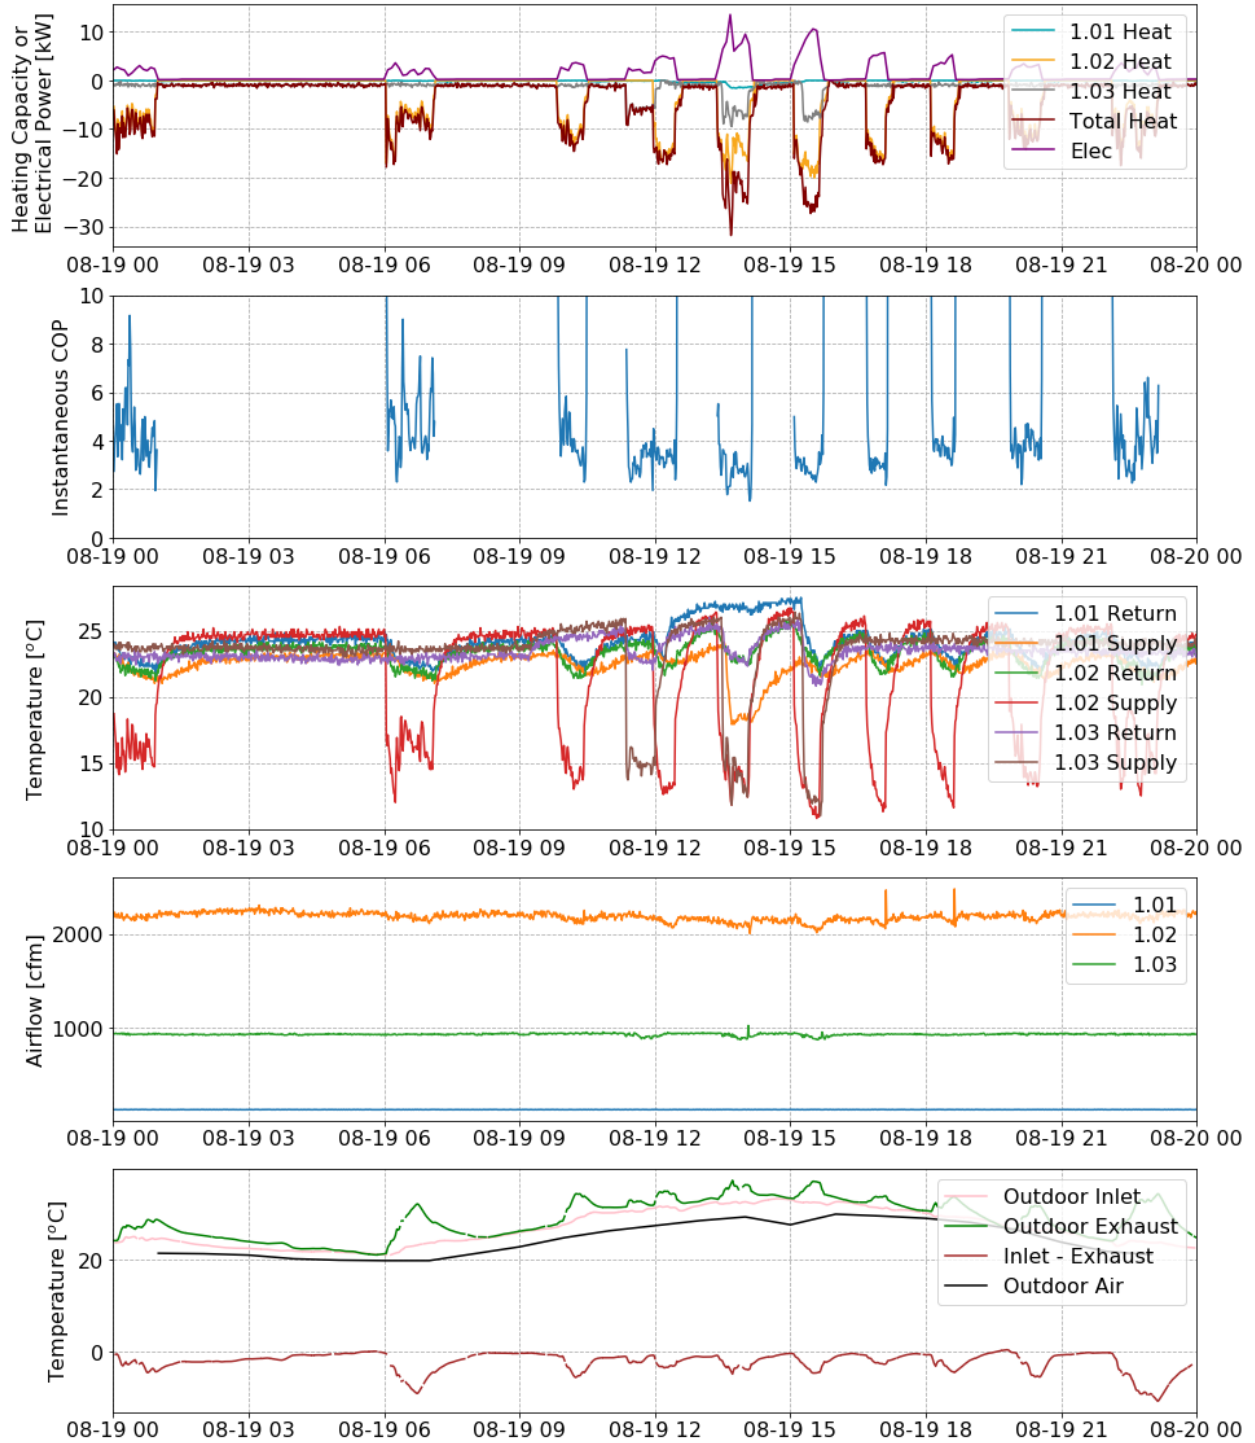 Heating Capacity or
Electrical Power [kW]
10
0
−10
−20
−30
1.01 Heat
1.02 Heat
1.03 Heat
Total Heat
Elec
08-19 00 08-19 03 08-19 06 08-19 09 08-19 12 08-19 15 08-19 18 08-19 21 08-20 00
Instantaneous COP
10
8
6
4
2
0
08-19 00 08-19 03 08-19 06 08-19 09 08-19 12 08-19 15 08-19 18 08-19 21 08-20 00
Temperature [°C]
25
20
15
10
1.01 Return
1.01 Supply
1.02 Return
1.02 Supply
1.03 Return
1.03 Supply
08-19 00 08-19 03 08-19 06 08-19 09 08-19 12 08-19 15 08-19 18 08-19 21 08-20 00
Airflow [cfm]
2000
1000
1.01
1.02
1.03
08-19 00 08-19 03 08-19 06 08-19 09 08-19 12 08-19 15 08-19 18 08-19 21 08-20 00
Temperature [°C]
20
0
Outdoor Inlet
Outdoor Exhaust
Inlet - Exhaust
Outdoor Air
08-19 00 08-19 03 08-19 06 08-19 09 08-19 12 08-19 15 08-19 18 08-19 21 08-20 00